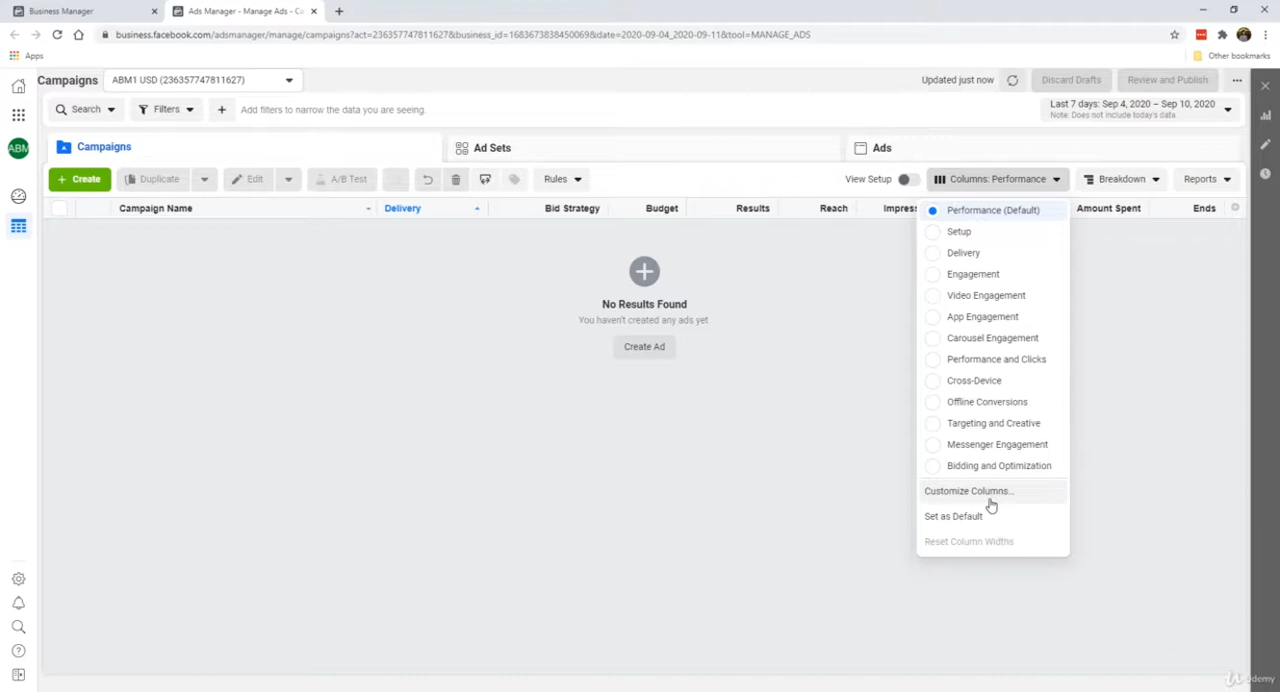 Business Manager
Ads Manager - Manage Ads - Ca
business.facebook.com/adsmanager/manage/campaigns?act=236357747811627&business_id=1683673838450069&date=2020-09-04_2020-09-11&tool=MANAGE_ADS
Apps
Other bookmarks
Campaigns
ABM1 USD (236357747811627)
Updated just now
Discard Drafts
Review and Publish
Search
Filters
Add filters to narrow the data you are seeing.
Last 7 days: Sep 4, 2020 – Sep 10, 2020
Note: Does not include today's data
ABM
Campaigns
Ad Sets
Ads
+ Create
Duplicate
Edit
A/B Test
Rules
View Setup
Columns: Performance
Breakdown
Reports
Campaign Name
Delivery
Bid Strategy
Budget
Results
Reach
Impress
Amount Spent
Ends
Performance (Default)
Setup
Delivery
Engagement
Video Engagement
App Engagement
Carousel Engagement
Performance and Clicks
Cross-Device
Offline Conversions
Targeting and Creative
Messenger Engagement
Bidding and Optimization
Customize Columns...
Set as Default
Reset Column Widths
No Results Found
You haven't created any ads yet
Create Ad
Udemy